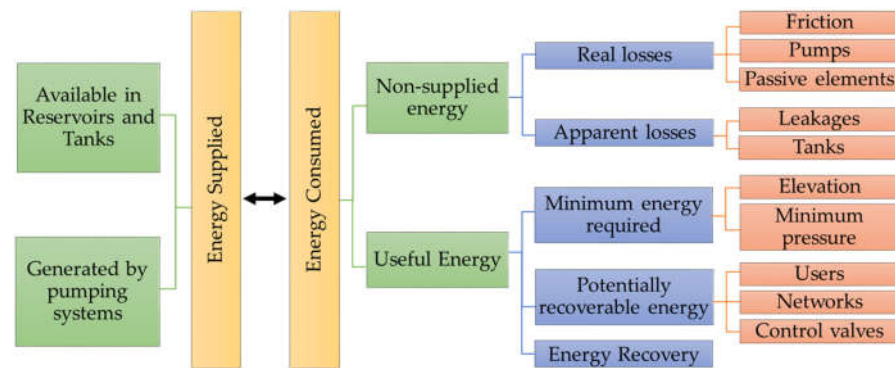 Available in
Reservoirs and
Tanks
Generated by
pumping
systems
Energy Supplied
Energy Consumed
Non-supplied
energy
Useful Energy
Real losses
Apparent losses
Minimum energy
required
Potentially
recoverable energy
Energy Recovery
Friction
Pumps
Passive elements
Leakages
Tanks
Elevation
Minimum
pressure
Users
Networks
Control valves